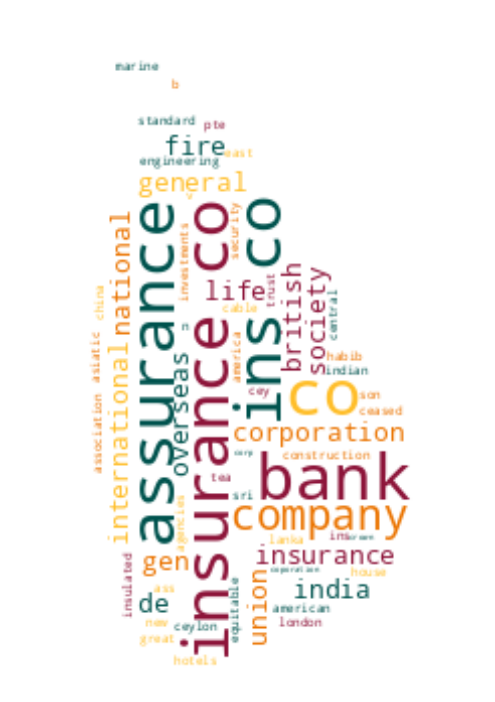 marine
b
standard
pte
fire
east
engineering
general
y
assurance
insurance co
ins co
security
national
investments
life
trust
british
society
central
china
cable
n
america
asiatic
international
overseas
habib
indian
cey
co
son
ceased
association
corporation
corp
construction
tea
bank
sri
agencies
company
lanka
ins
insurance
gen
corporation
house
insulated
ass
de
equitable
union
india
american
new
ceylon
london
great
hotels